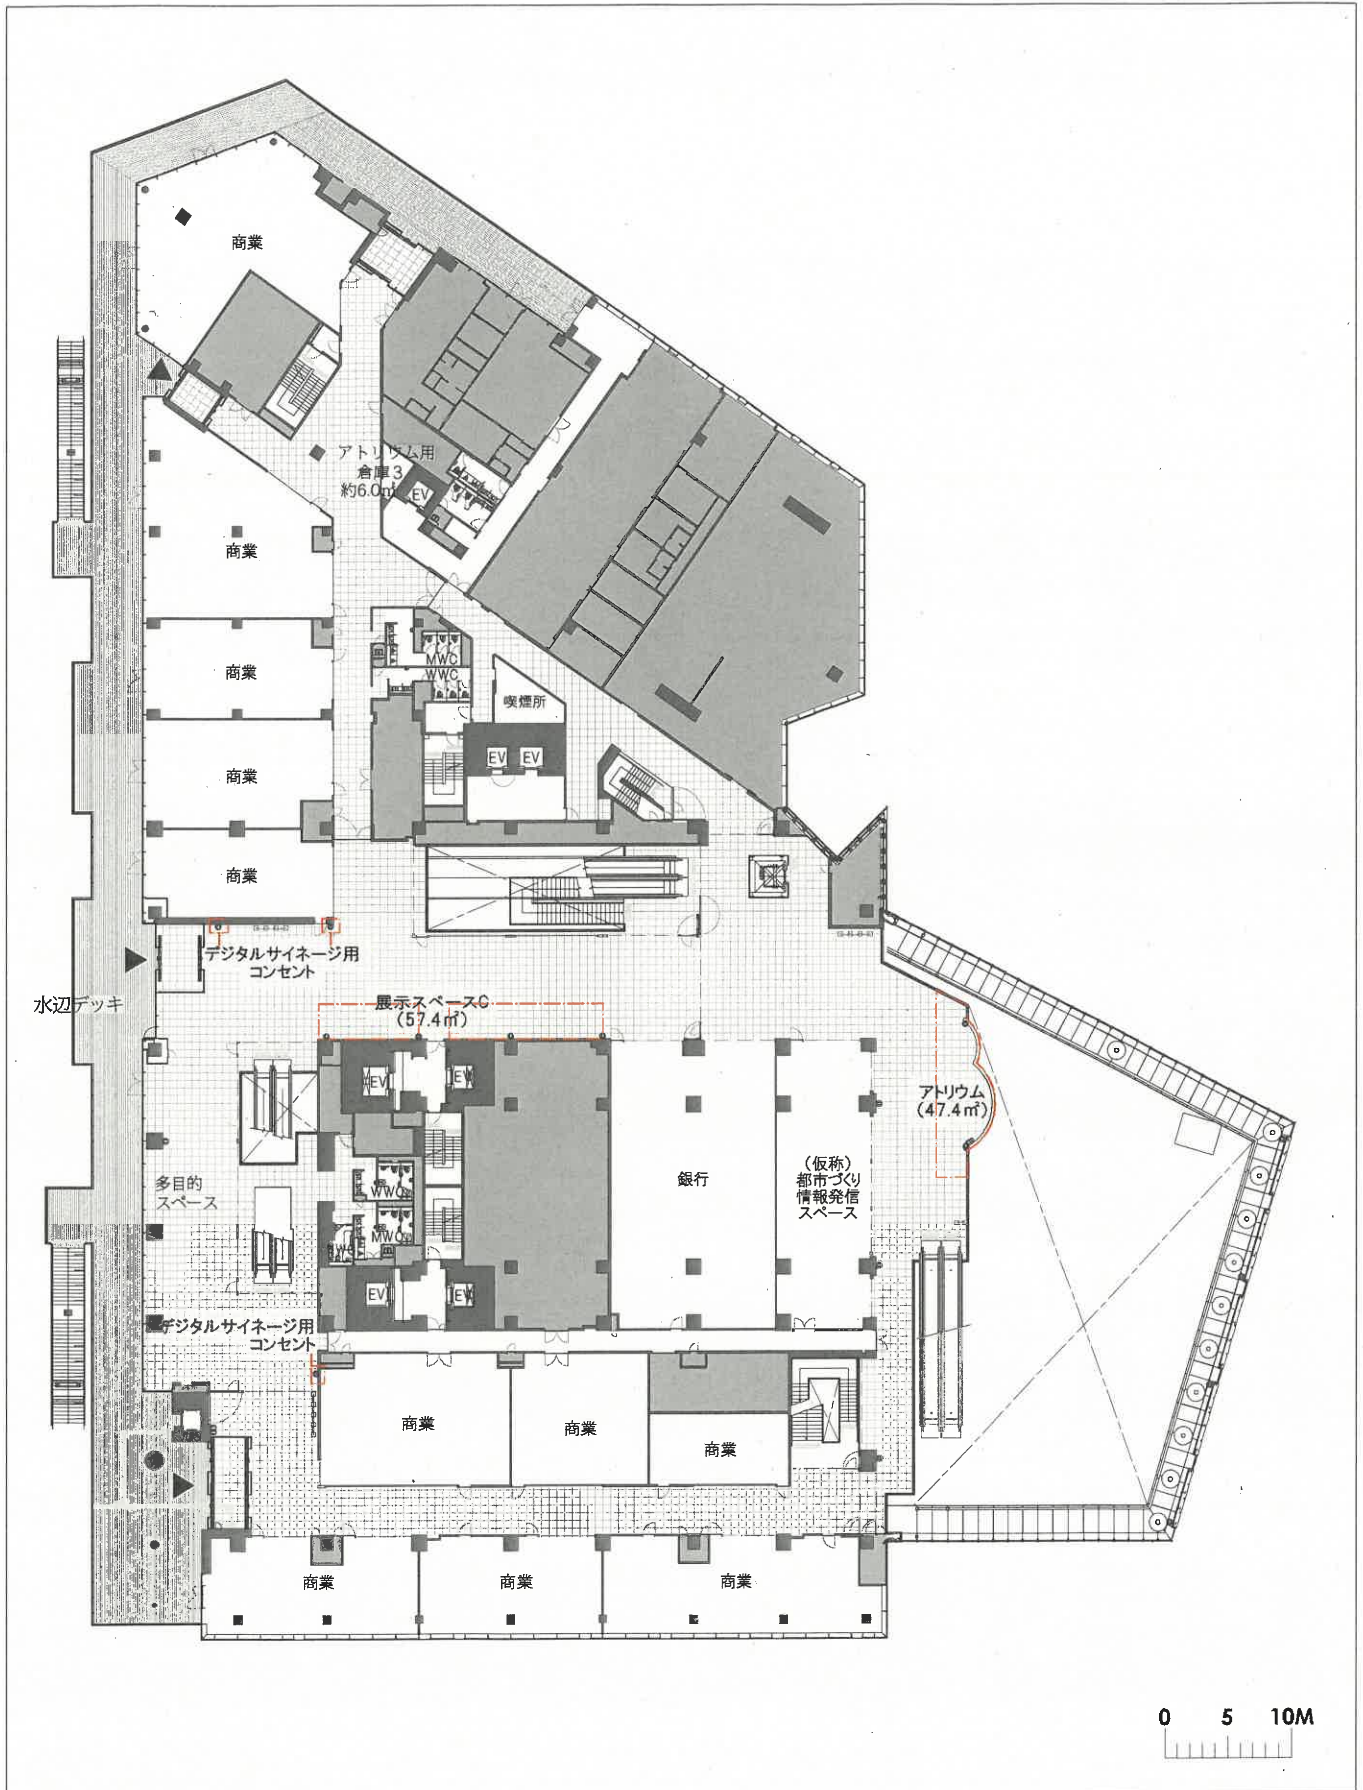 商業
アトリウム用
倉庫3
約6.0㎡
EV
商業
MWC
WWC
商業
喫煙所
EV
EV
商業
商業
デジタルサイネージ用
コンセント
水辺デッキ
展示スペースC
(57.4㎡)
EV
EV
アトリウム
(47.4㎡)
多目的
スペース
WWC
銀行
(仮称)
都市づくり
情報発信
スペース
MWC
EV
EV
デジタルサイネージ用
コンセント
商業
商業
商業
商業
商業
商業
0 5 10M